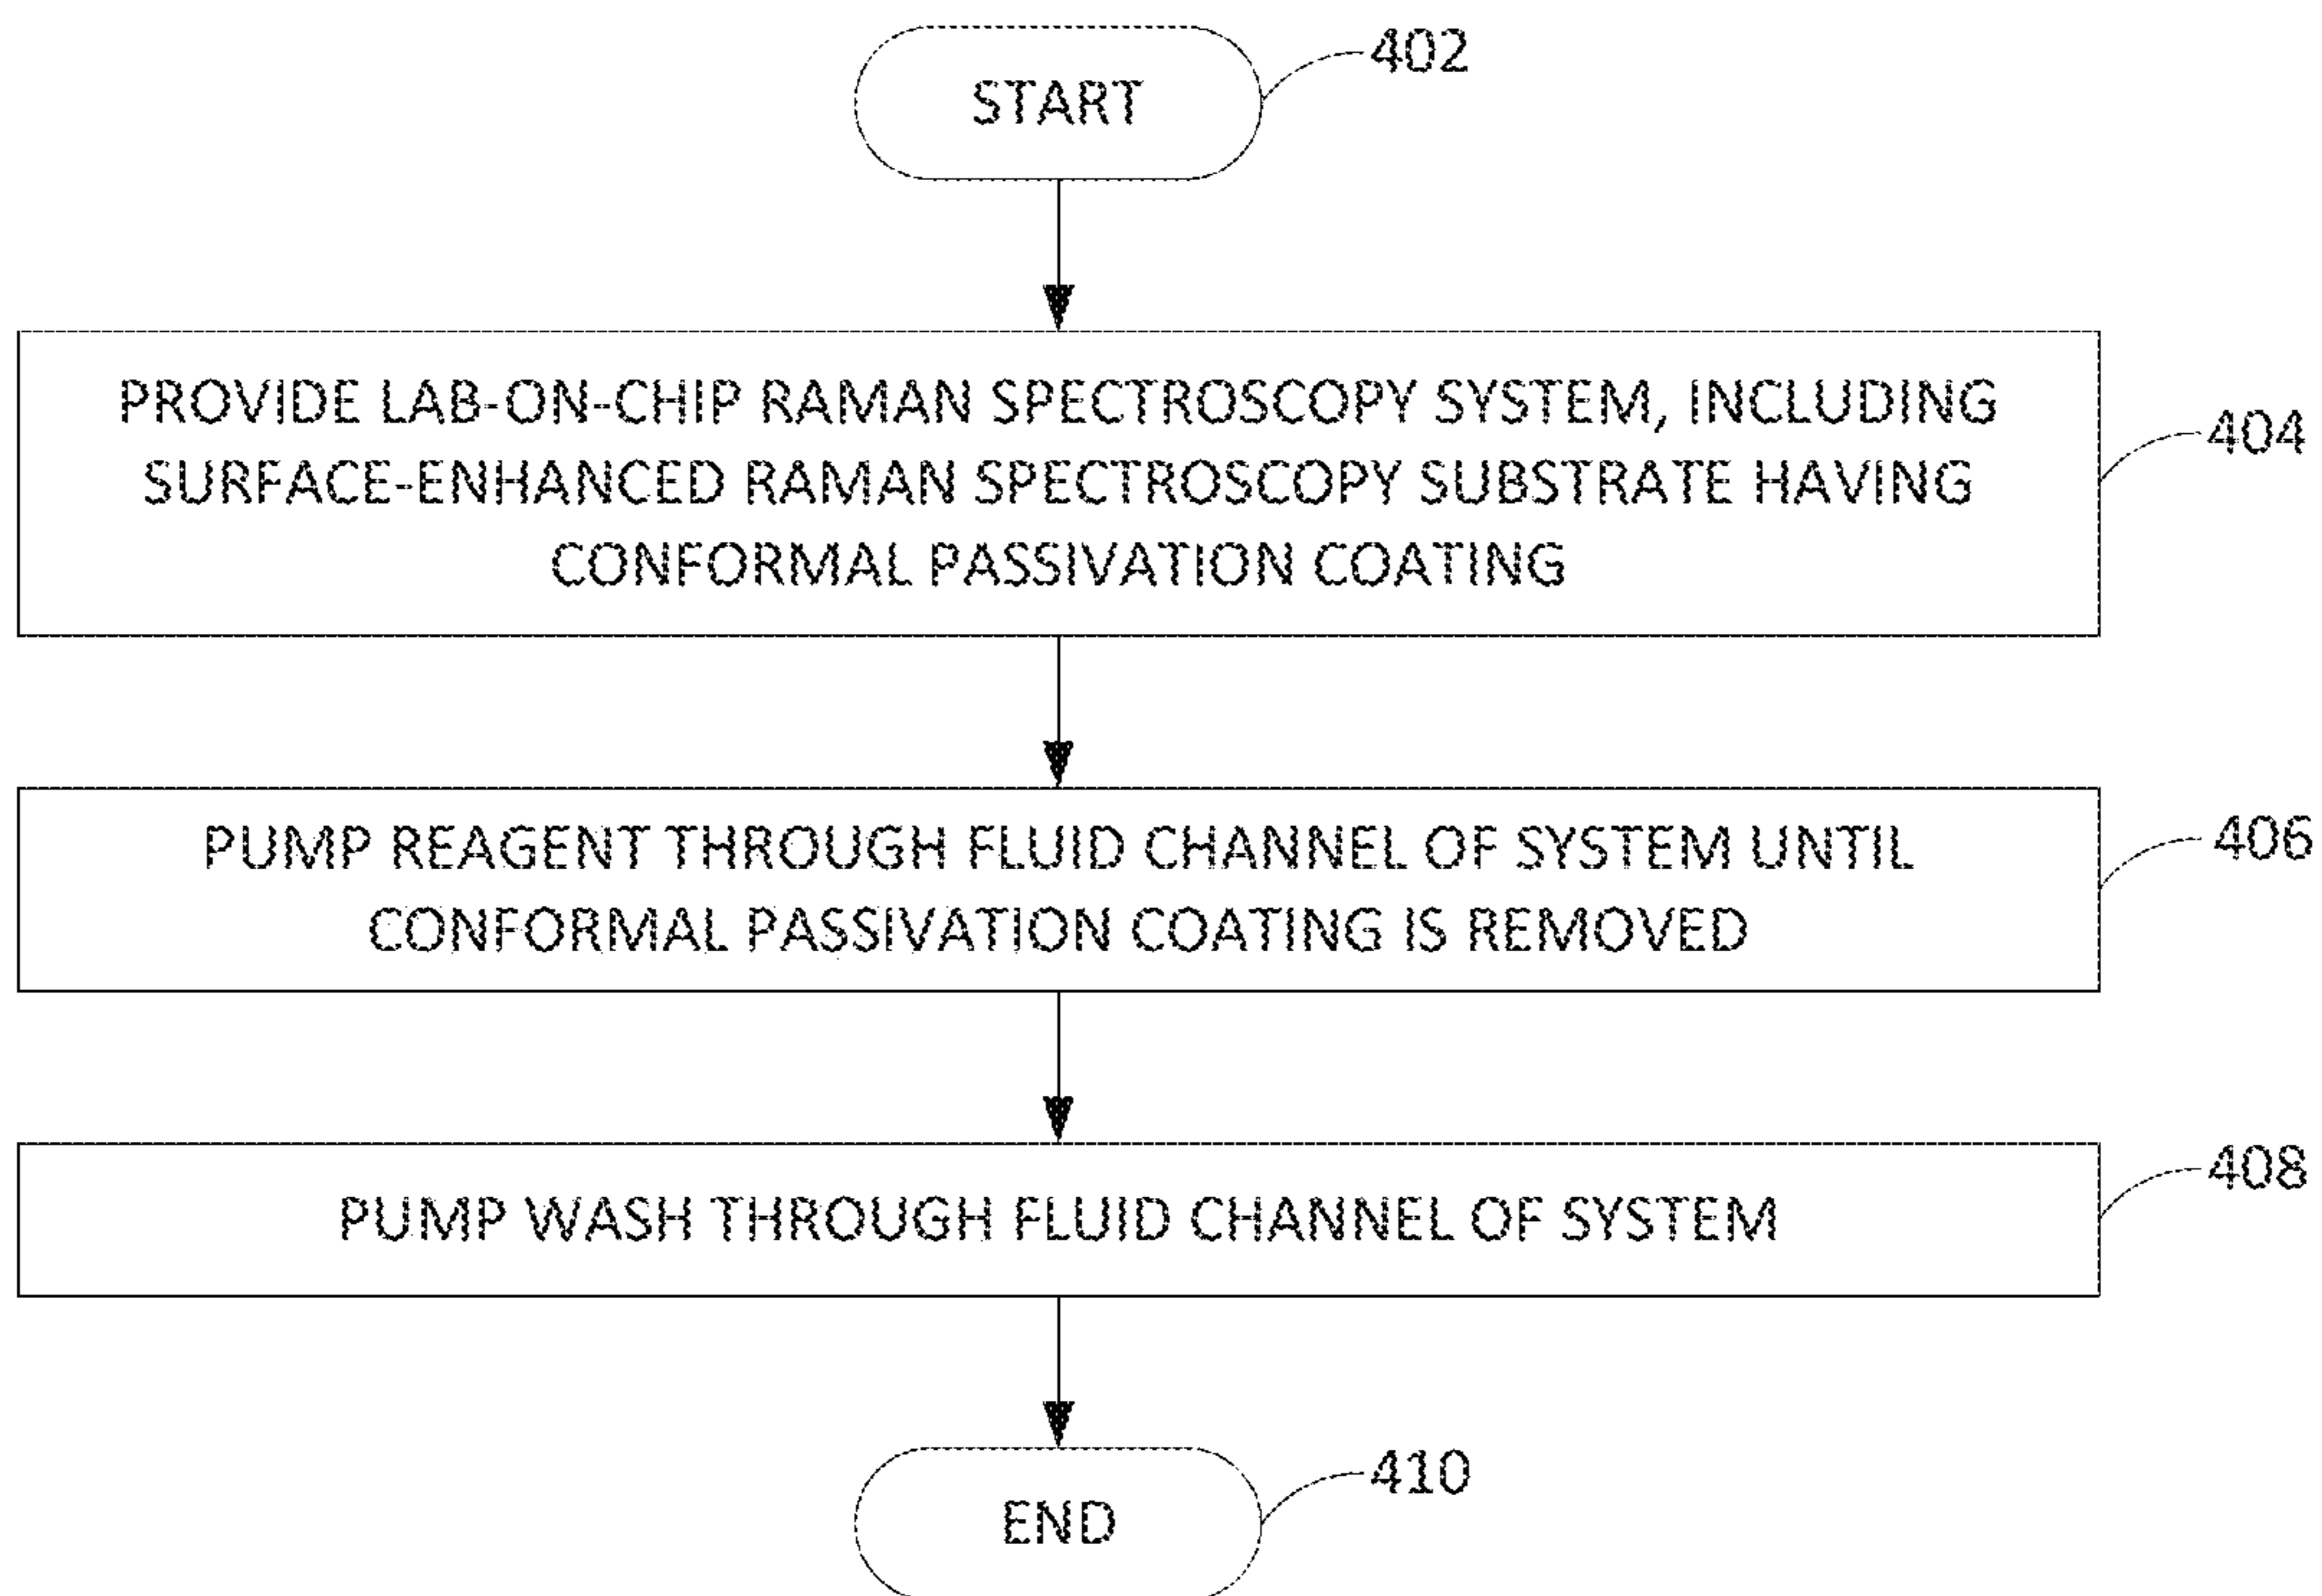 START
402
PROVIDE LAB-ON-CHIP RAMAN SPECTROSCOPY SYSTEM, INCLUDING
SURFACE-ENHANCED RAMAN SPECTROSCOPY SUBSTRATE HAVING
CONFORMAL PASSIVATION COATING
404
PUMP REAGENT THROUGH FLUID CHANNEL OF SYSTEM UNTIL
CONFORMAL PASSIVATION COATING IS REMOVED
406
PUMP WASH THROUGH FLUID CHANNEL OF SYSTEM
408
END
410